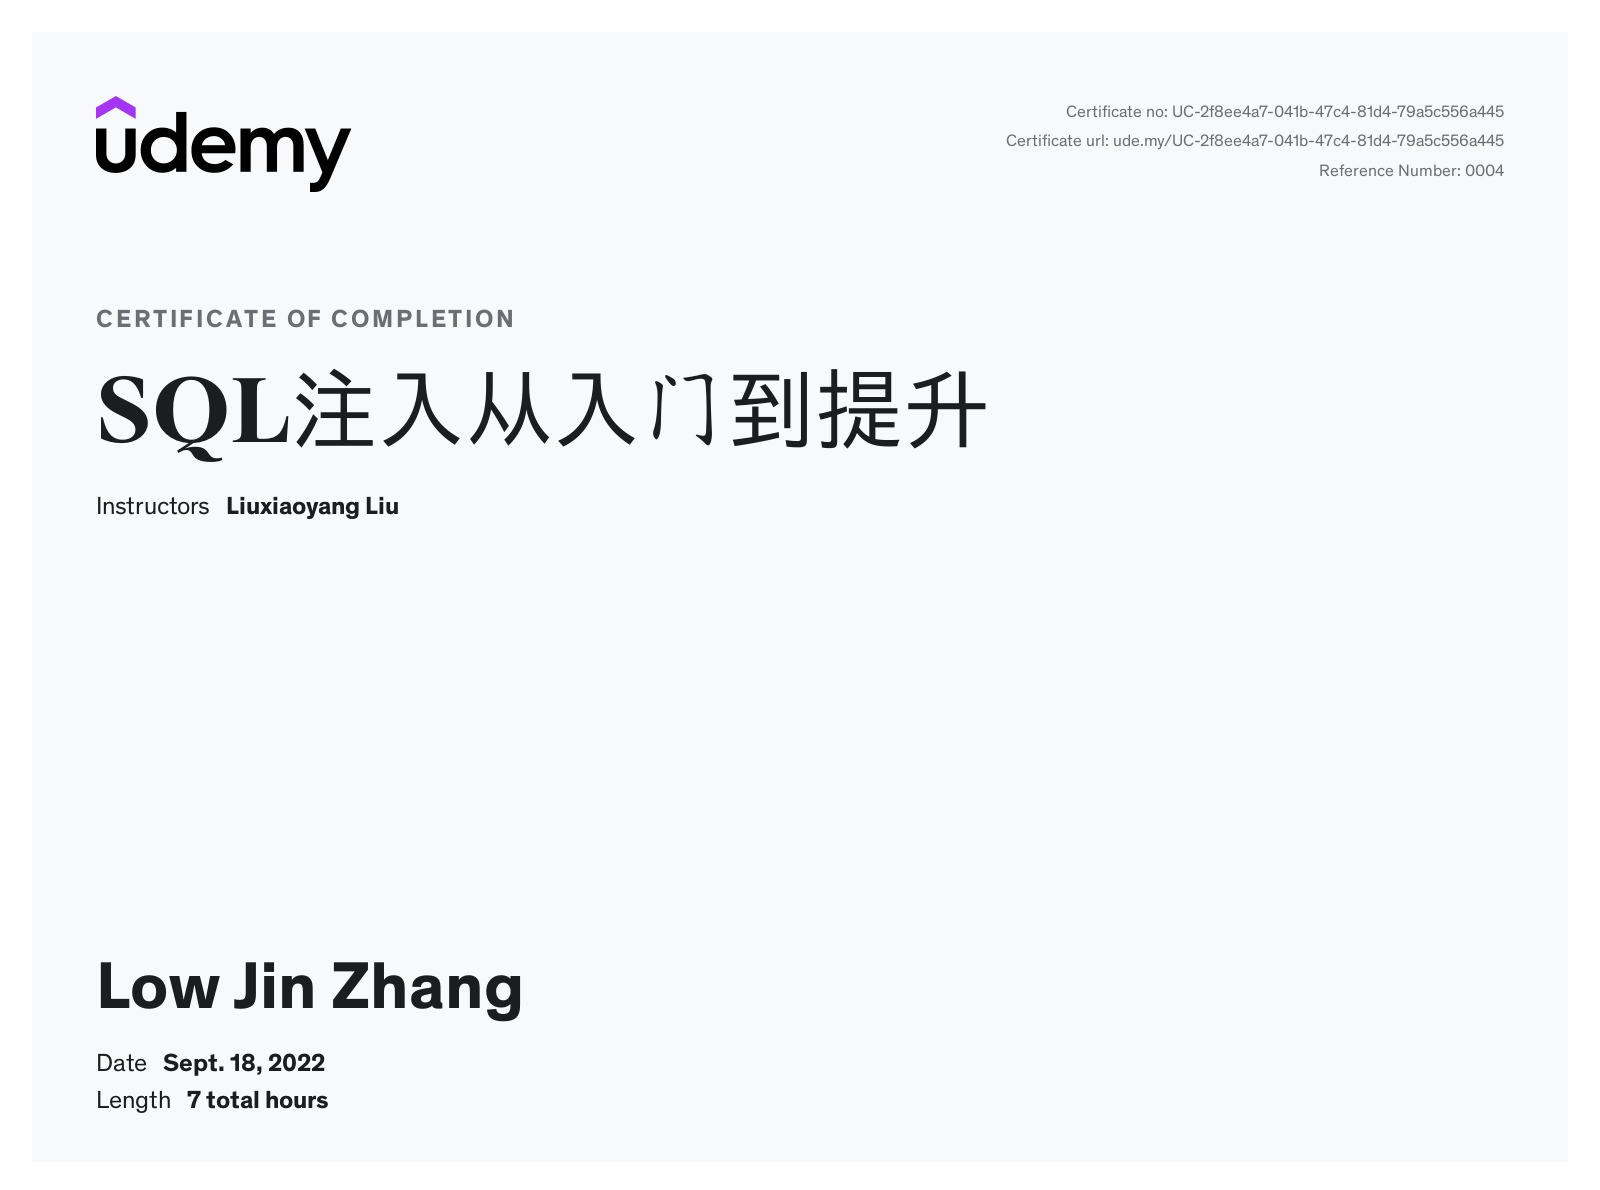 udemy
Certificate no: UC-2f8ee4a7-041b-47c4-81d4-79a5c556a445
Certificate url: ude.my/UC-2f8ee4a7-041b-47c4-81d4-79a5c556a445
Reference Number: 0004
CERTIFICATE OF COMPLETION
SQL注入从入门到提升
Instructors Liuxiaoyang Liu
Low Jin Zhang
Date Sept. 18, 2022
Length 7 total hours